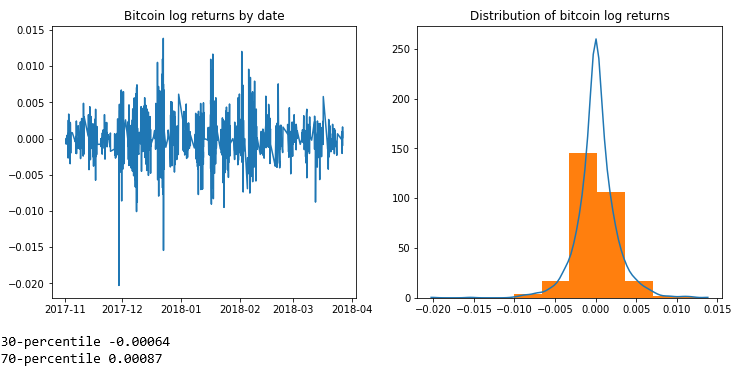 Bitcoin log returns by date
0.015
0.010
0.005
0.000
−0.005
−0.010
−0.015
−0.020
2017-11 2017-12 2018-01 2018-02 2018-03 2018-04
Distribution of bitcoin log returns
250
200
150
100
50
0
−0.020 −0.015 −0.010 −0.005 0.000 0.005 0.010 0.015
30-percentile -0.00064
70-percentile 0.00087